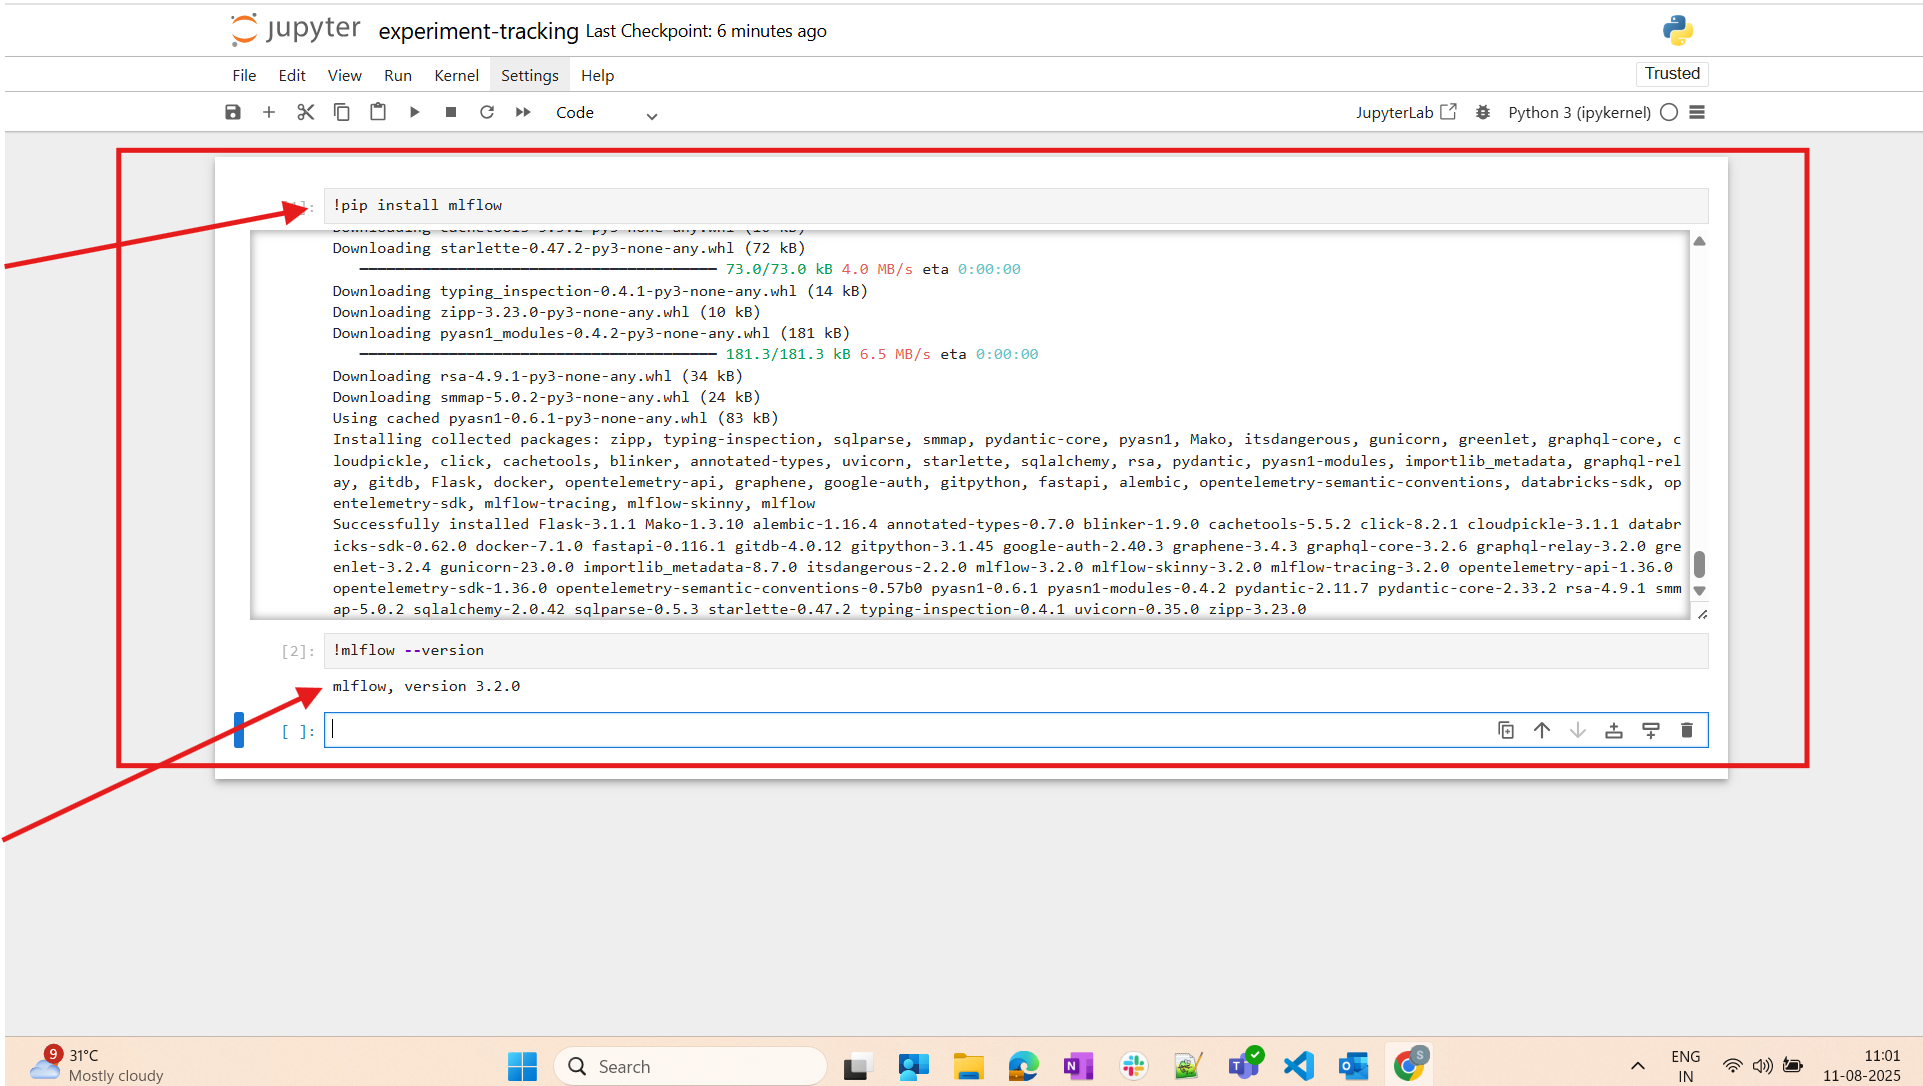 jupyter experiment-tracking Last Checkpoint: 6 minutes ago
File Edit View Run Kernel Settings Help
Trusted
Code
JupyterLab Python 3 (ipykernel)
]: !pip install mlflow
Downloading starlette-0.47.2-py3-none-any.whl (72 kB)
73.0/73.0 kB 4.0 MB/s eta 0:00:00
Downloading typing_inspection-0.4.1-py3-none-any.whl (14 kB)
Downloading zipp-3.23.0-py3-none-any.whl (10 kB)
Downloading pyasn1_modules-0.4.2-py3-none-any.whl (181 kB)
181.3/181.3 kB 6.5 MB/s eta 0:00:00
Downloading rsa-4.9.1-py3-none-any.whl (34 kB)
Downloading smmap-5.0.2-py3-none-any.whl (24 kB)
Using cached pyasn1-0.6.1-py3-none-any.whl (83 kB)
Installing collected packages: zipp, typing-inspection, sqlparse, smmap, pydantic-core, pyasn1, Mako, itsdangerous, gunicorn, greenlet, graphql-core, c
loudpickle, click, cachetools, blinker, annotated-types, uvicorn, starlette, sqlalchemy, rsa, pydantic, pyasn1-modules, importlib_metadata, graphql-rel
ay, gitdb, Flask, docker, opentelemetry-api, graphene, google-auth, gitpython, fastapi, alembic, opentelemetry-semantic-conventions, databricks-sdk, op
entelemetry-sdk, mlflow-tracing, mlflow-skinny, mlflow
Successfully installed Flask-3.1.1 Mako-1.3.10 alembic-1.16.4 annotated-types-0.7.0 blinker-1.9.0 cachetools-5.5.2 click-8.2.1 cloudpickle-3.1.1 databr
icks-sdk-0.62.0 docker-7.1.0 fastapi-0.116.1 gitdb-4.0.12 gitpython-3.1.45 google-auth-2.40.3 graphene-3.4.3 graphql-core-3.2.6 graphql-relay-3.2.0 gre
enlet-3.2.4 gunicorn-23.0.0 importlib_metadata-8.7.0 itsdangerous-2.2.0 mlflow-3.2.0 mlflow-skinny-3.2.0 mlflow-tracing-3.2.0 opentelemetry-api-1.36.0
opentelemetry-sdk-1.36.0 opentelemetry-semantic-conventions-0.57b0 pyasn1-0.6.1 pyasn1-modules-0.4.2 pydantic-2.11.7 pydantic-core-2.33.2 rsa-4.9.1 smm
ap-5.0.2 sqlalchemy-2.0.42 sqlparse-0.5.3 starlette-0.47.2 typing-inspection-0.4.1 uvicorn-0.35.0 zipp-3.23.0
[2]: !mlflow --version
mlflow, version 3.2.0
[ ]:
9 31°C
Mostly cloudy
Search
S
ENG
IN
11:01
11-08-2025